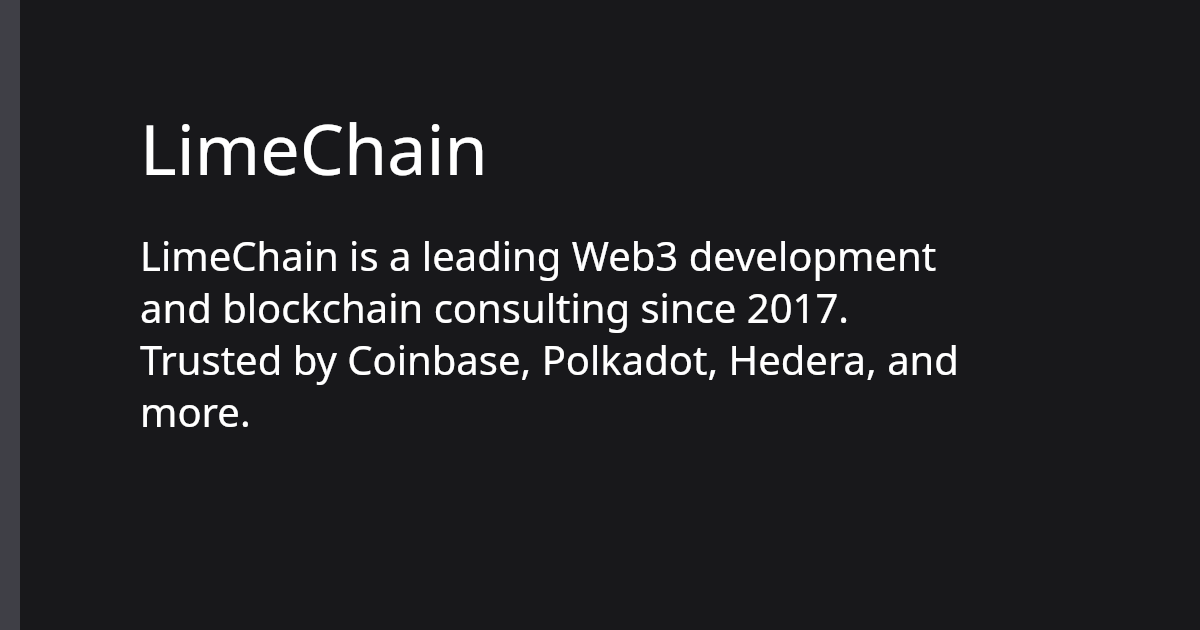 LimeChain
LimeChain is a leading Web3 development
and blockchain consulting since 2017.
Trusted by Coinbase, Polkadot, Hedera, and
more.